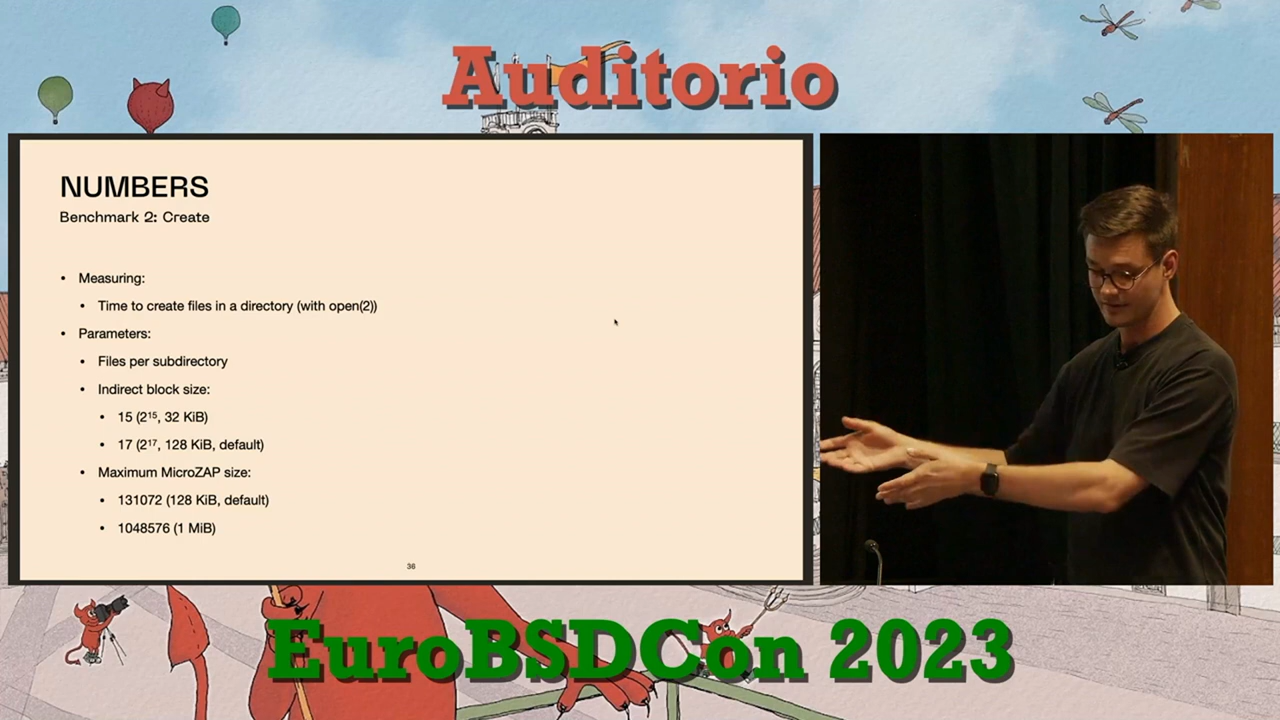 Auditorio
NUMBERS
Benchmark 2: Create
• Measuring:
• Time to create files in a directory (with open(2))
• Parameters:
• Files per subdirectory
• Indirect block size:
• 15 (2¹⁵, 32 KiB)
• 17 (2¹⁷, 128 KiB, default)
• Maximum MicroZAP size:
• 131072 (128 KiB, default)
• 1048576 (1 MiB)
36
EuroBSDCon 2023